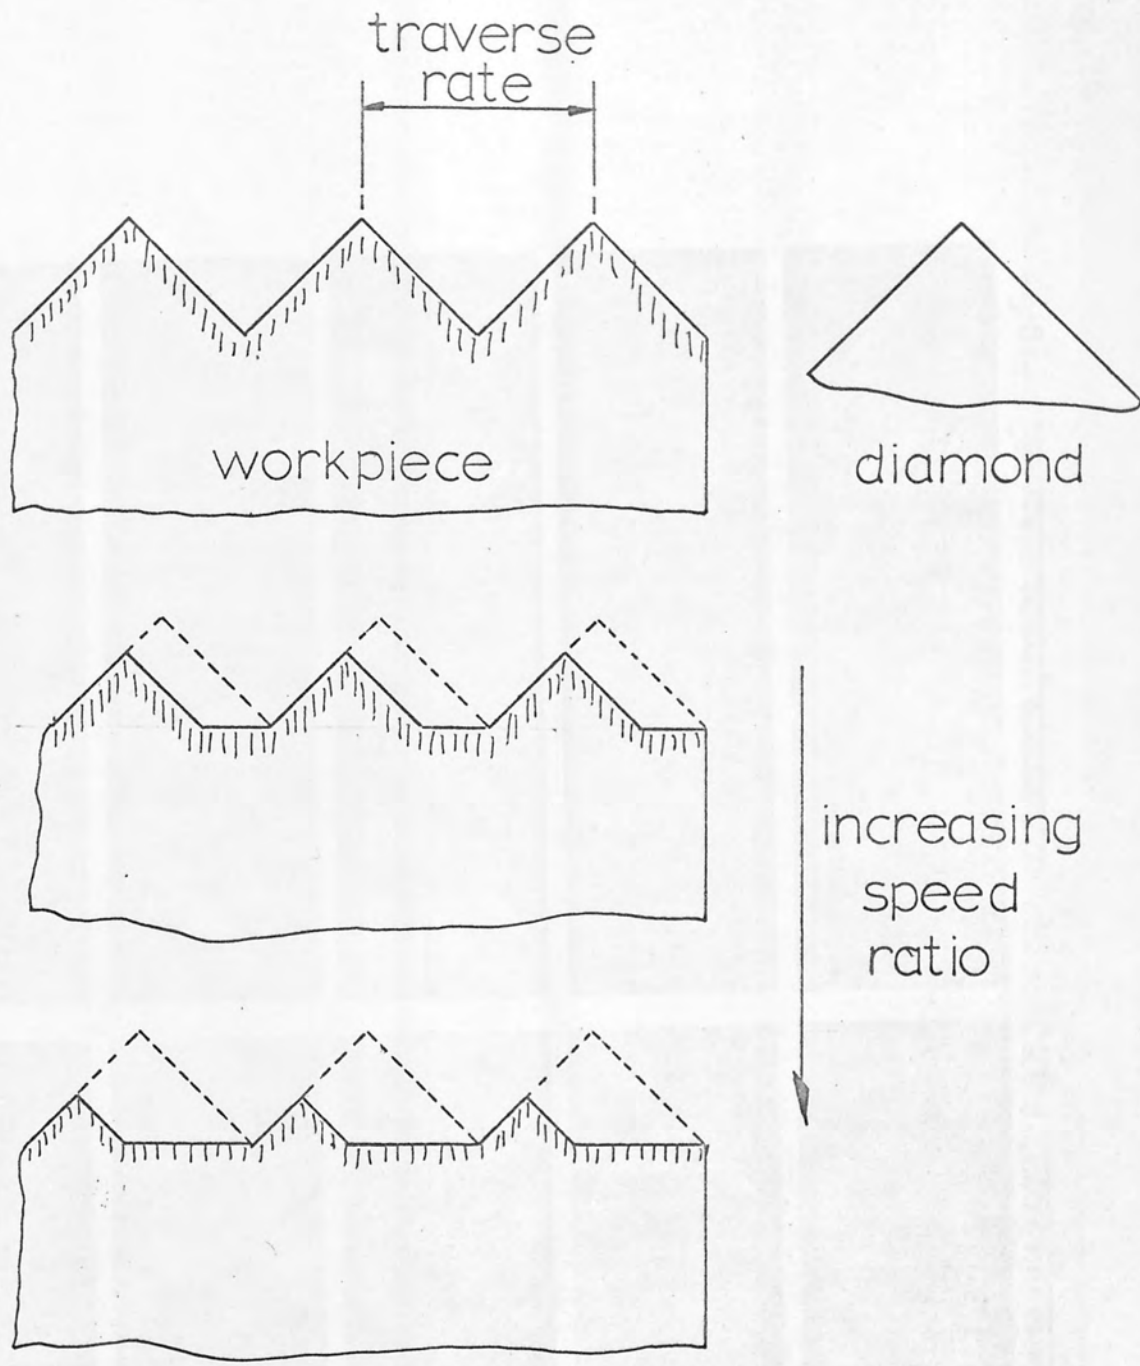 traverse
rate
workpiece
diamond
increasing
speed
ratio